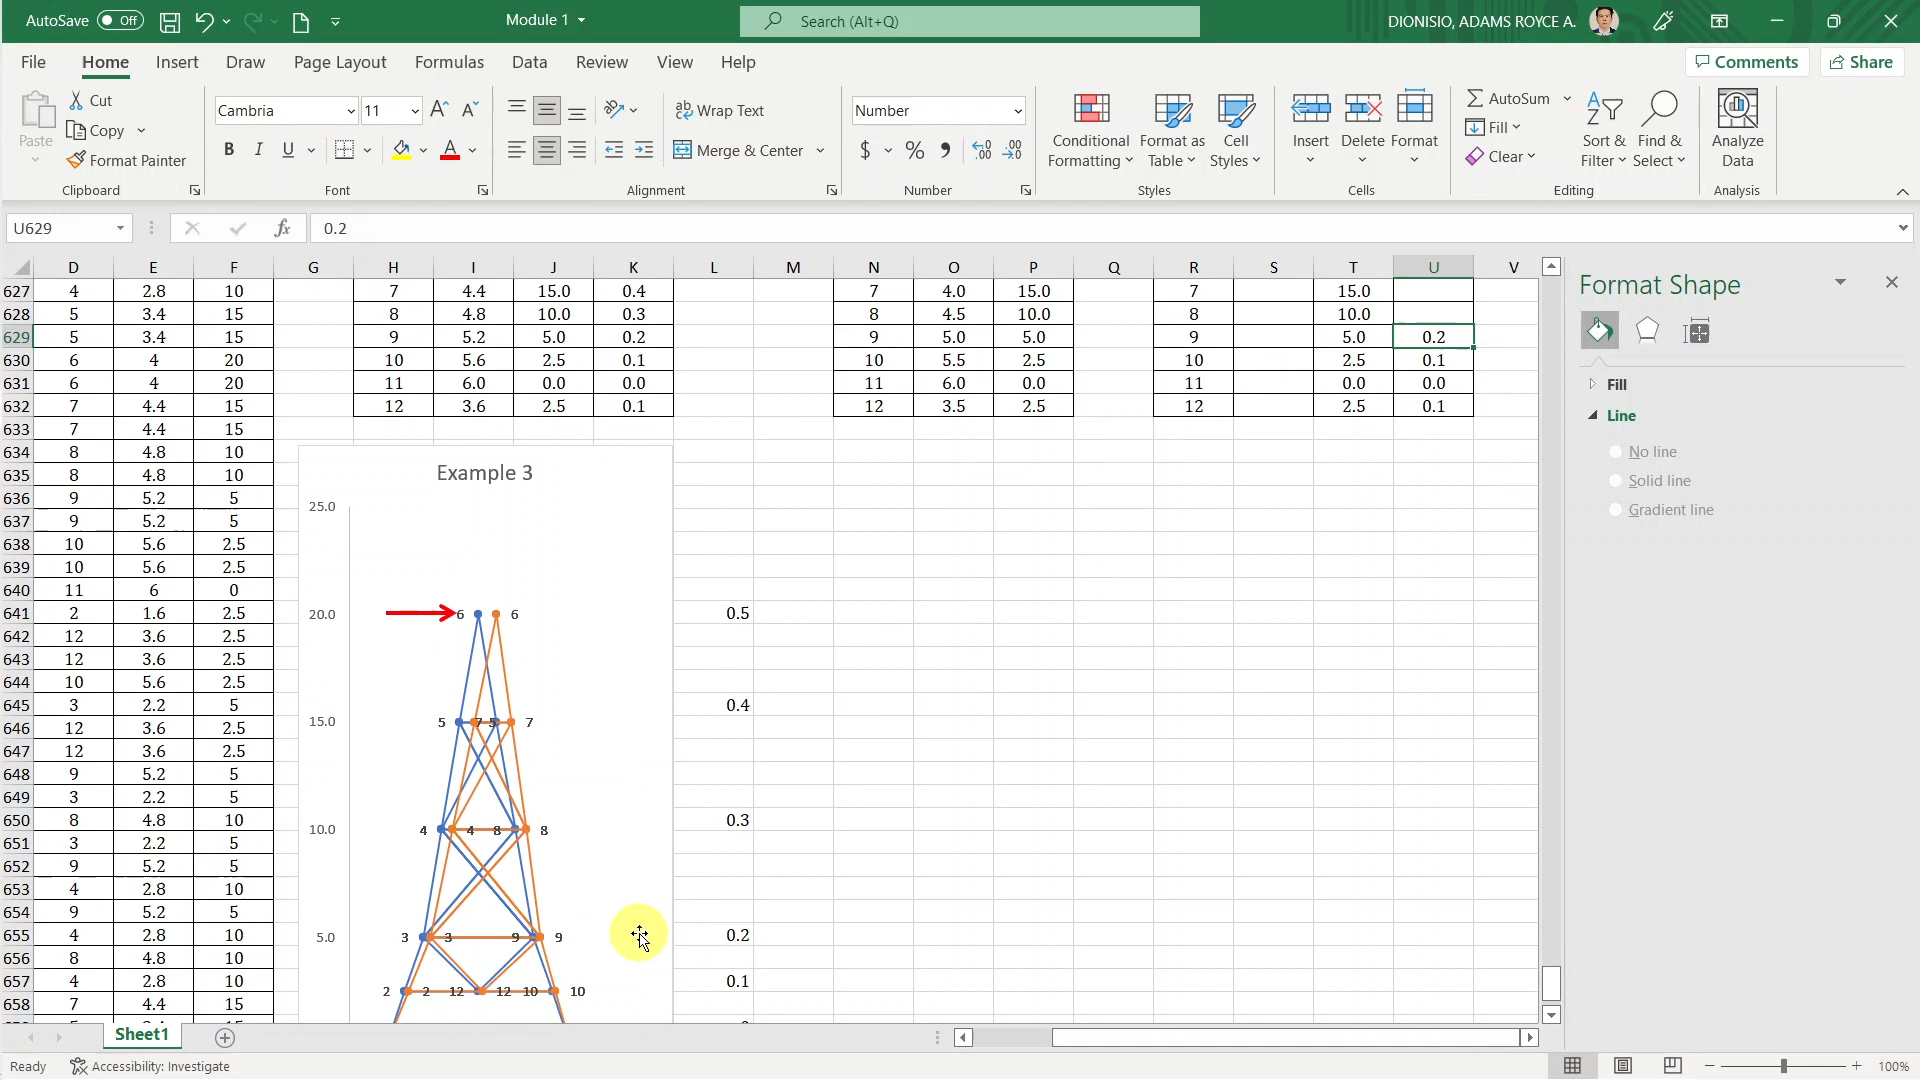 AutoSave Off Module 1 Search (Alt+Q) DIONISIO, ADAMS ROYCE A.
File Home Insert Draw Page Layout Formulas Data Review View Help Comments Share
Paste Cut Copy Format Painter
Cambria 11
B I U A
Wrap Text
Merge & Center
Number
$ % 9
Conditional Formatting Format as Table Cell Styles
Insert Delete Format
AutoSum Fill Clear
Sort & Filter Find & Select
Analyze Data
Clipboard Font Alignment Number Styles Cells Editing Analysis
U629 fx 0.2
D E F G H I J K L M N O P Q R S T U V
627 4 2.8 10 7 4.4 15.0 0.4 7 4.0 15.0 7 15.0
628 5 3.4 15 8 4.8 10.0 0.3 8 4.5 10.0 8 10.0
629 5 3.4 15 9 5.2 5.0 0.2 9 5.0 5.0 9 5.0 0.2
630 6 4 20 10 5.6 2.5 0.1 10 5.5 2.5 10 2.5 0.1
631 6 4 20 11 6.0 0.0 0.0 11 6.0 0.0 11 0.0 0.0
632 7 4.4 15 12 3.6 2.5 0.1 12 3.5 2.5 12 2.5 0.1
633 7 4.4 15
634 8 4.8 10
635 8 4.8 10
636 9 5.2 5
637 9 5.2 5
638 10 5.6 2.5
639 10 5.6 2.5
640 11 6 0
641 2 1.6 2.5 0.5
642 12 3.6 2.5
643 12 3.6 2.5
644 10 5.6 2.5
645 3 2.2 5 0.4
646 12 3.6 2.5
647 12 3.6 2.5
648 9 5.2 5
649 3 2.2 5
650 8 4.8 10 0.3
651 3 2.2 5
652 9 5.2 5
653 4 2.8 10
654 9 5.2 5
655 4 2.8 10 0.2
656 8 4.8 10
657 4 2.8 10 0.1
658 7 4.4 15
Example 3
25.0
20.0 6 6
15.0 5 7 5 7
10.0 4 4 8 8
5.0 3 3 9 9
2 2 12 12 10 10
Format Shape
Fill
Line
No line
Solid line
Gradient line
Sheet1
Ready Accessibility: Investigate 100%